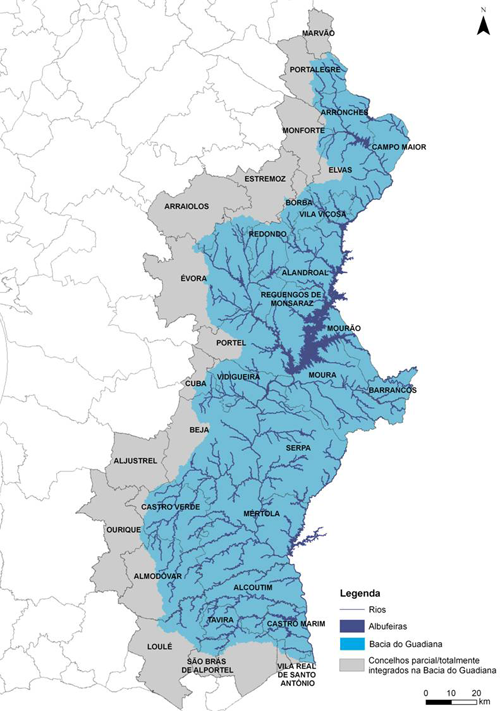 N
MARVÃO
PORTALEGRE
ARRONCHES
MONFORTE
CAMPO MAIOR
ELVAS
ESTREMOZ
BORBA
ARRAIOLOS
VILA VIÇOSA
REDONDO
ALANDROAL
ÉVORA
REGUENGOS DE
MONSARAZ
MOURÃO
PORTEL
VIDIGUEIRA
MOURA
CUBA
BARRANCOS
BEJA
SERPA
ALJUSTREL
CASTRO VERDE
MÉRTOLA
OURIQUE
ALMODÔVAR
ALCOUTIM
TAVIRA
CASTRO MARIM
LOULÉ
SÃO BRÁS
DE ALPORTEL
VILA REAL
DE SANTO
ANTÓNIO
Legenda
Rios
Albufeiras
Bacia do Guadiana
Concelhos parcial/totalmente
integrados na Bacia do Guadiana
0 10 20
km